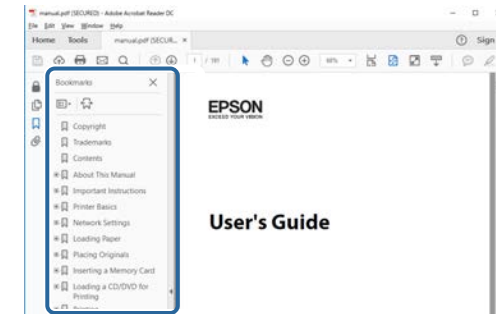 manual.pdf (SECURED) - Adobe Acrobat Reader DC
File Edit View Window Help
Home Tools manual.pdf (SECUR... ×
Sign
Bookmarks
EPSON
EXCEED YOUR VISION
Copyright
Trademarks
Contents
About This Manual
Important Instructions
Printer Basics
Network Settings
User's Guide
Loading Paper
Placing Originals
Inserting a Memory Card
Loading a CD/DVD for
Printing